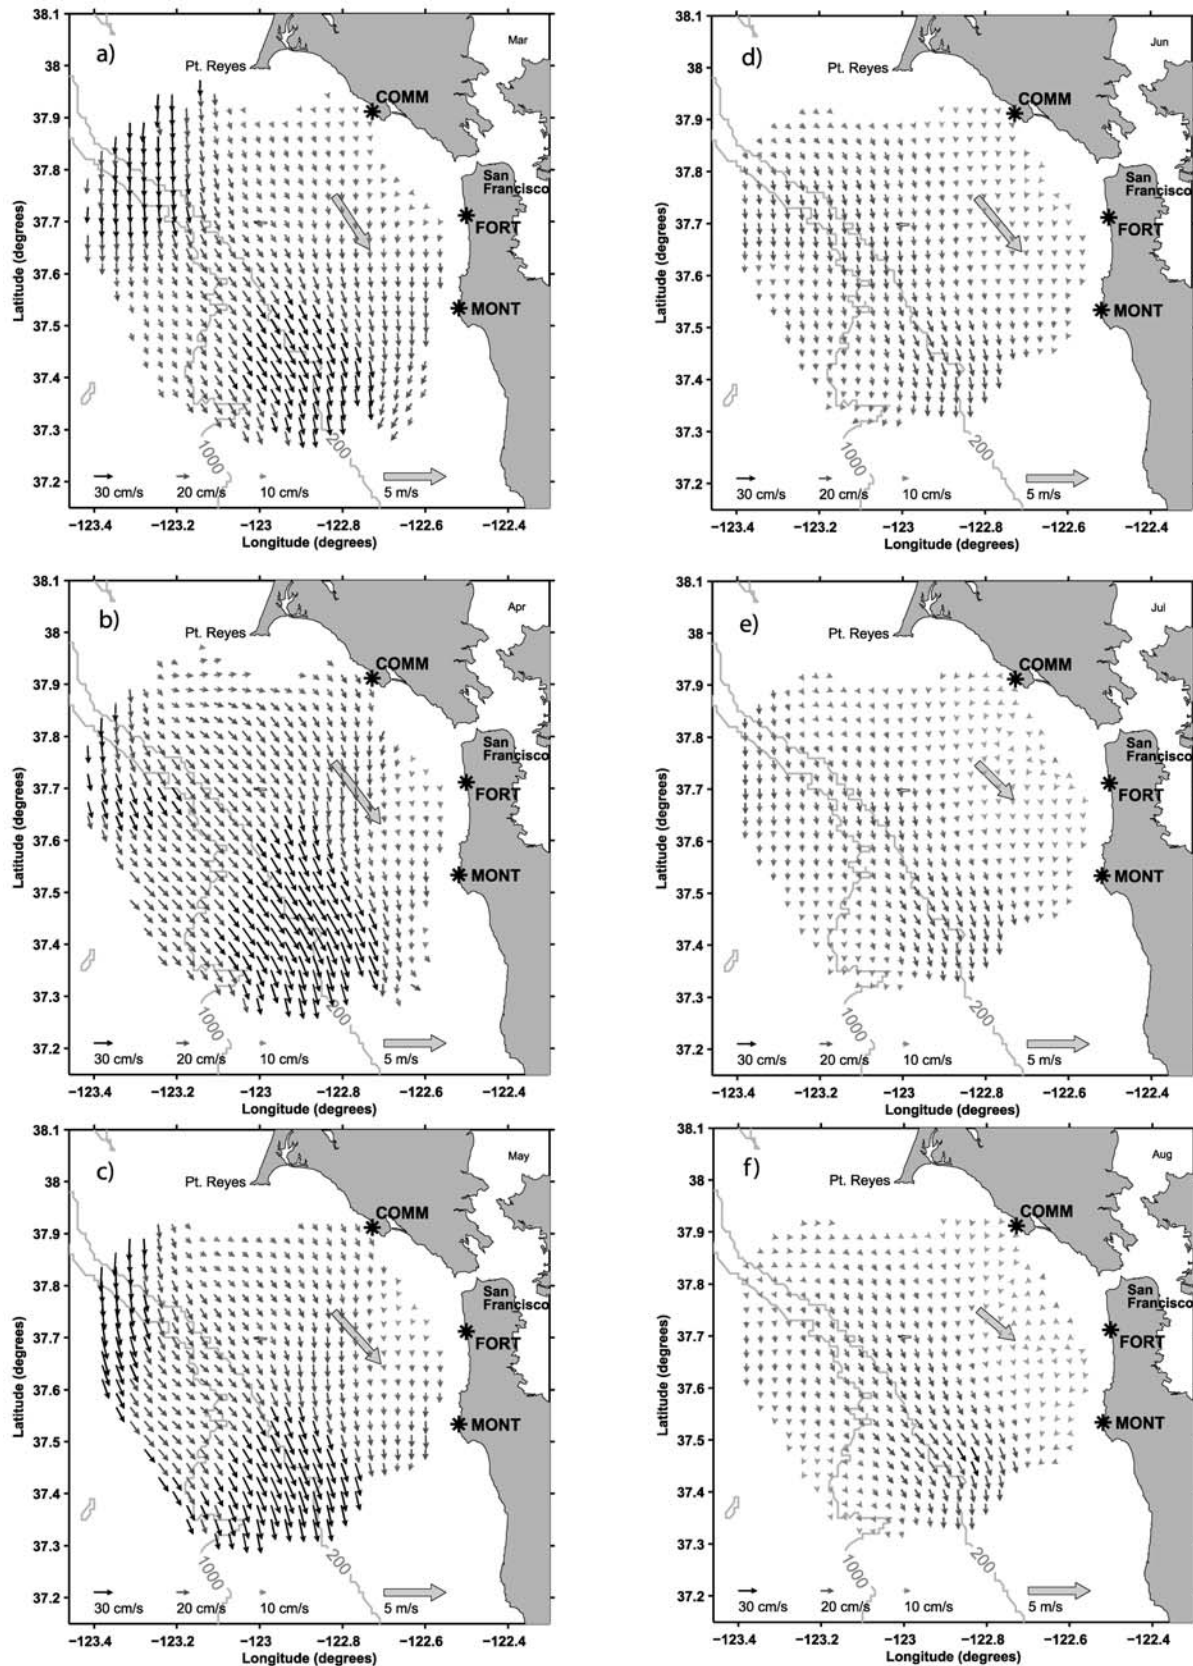 a)
Mar
38.1
38
37.9
37.8
37.7
37.6
37.5
37.4
37.3
37.2
Latitude (degrees)
Pt. Reyes
COMM
San
Francisco
FORT
MONT
1000
200
30 cm/s
20 cm/s
10 cm/s
5 m/s
−123.4
−123.2
−123
−122.8
−122.6
−122.4
Longitude (degrees)
d)
Jun
38.1
38
37.9
37.8
37.7
37.6
37.5
37.4
37.3
37.2
Latitude (degrees)
Pt. Reyes
COMM
San
Francisco
FORT
MONT
1000
200
30 cm/s
20 cm/s
10 cm/s
5 m/s
−123.4
−123.2
−123
−122.8
−122.6
−122.4
Longitude (degrees)
b)
Apr
38.1
38
37.9
37.8
37.7
37.6
37.5
37.4
37.3
37.2
Latitude (degrees)
Pt. Reyes
COMM
San
Francisco
FORT
MONT
1000
200
30 cm/s
20 cm/s
10 cm/s
5 m/s
−123.4
−123.2
−123
−122.8
−122.6
−122.4
Longitude (degrees)
e)
Jul
38.1
38
37.9
37.8
37.7
37.6
37.5
37.4
37.3
37.2
Latitude (degrees)
Pt. Reyes
COMM
San
Francisco
FORT
MONT
1000
200
30 cm/s
20 cm/s
10 cm/s
5 m/s
−123.4
−123.2
−123
−122.8
−122.6
−122.4
Longitude (degrees)
c)
May
38.1
38
37.9
37.8
37.7
37.6
37.5
37.4
37.3
37.2
Latitude (degrees)
Pt. Reyes
COMM
San
Francisco
FORT
MONT
1000
200
30 cm/s
20 cm/s
10 cm/s
5 m/s
−123.4
−123.2
−123
−122.8
−122.6
−122.4
Longitude (degrees)
f)
Aug
38.1
38
37.9
37.8
37.7
37.6
37.5
37.4
37.3
37.2
Latitude (degrees)
Pt. Reyes
COMM
San
Francisco
FORT
MONT
1000
200
30 cm/s
20 cm/s
10 cm/s
5 m/s
−123.4
−123.2
−123
−122.8
−122.6
−122.4
Longitude (degrees)